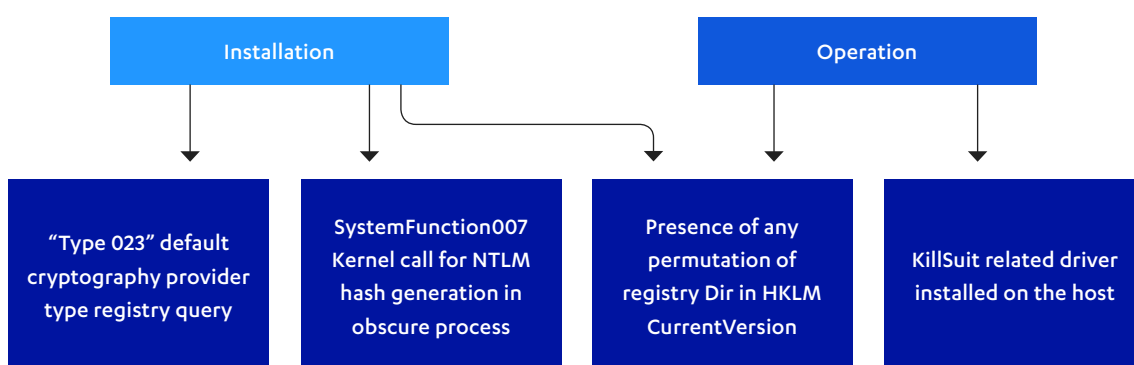 Installation
Operation
“Type 023” default
cryptography provider
type registry query
SystemFunction007
Kernel call for NTLM
hash generation in
obscure process
Presence of any
permutation of
registry Dir in HKLM
CurrentVersion
KillSuit related driver
installed on the host